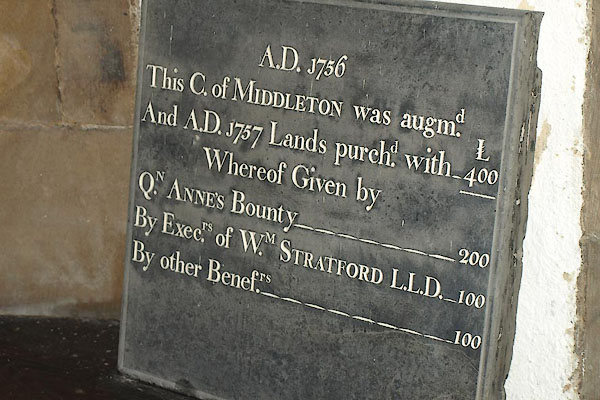 A.D. 1756
This C. of MIDDLETON was augm.d
And A.D. 1757 Lands purch.d with 400 £
Whereof Given by
Q.N ANNE'S Bounty 200
By Exec.rs of W.M STRATFORD L.L.D. 100
By other Benef.rs 100